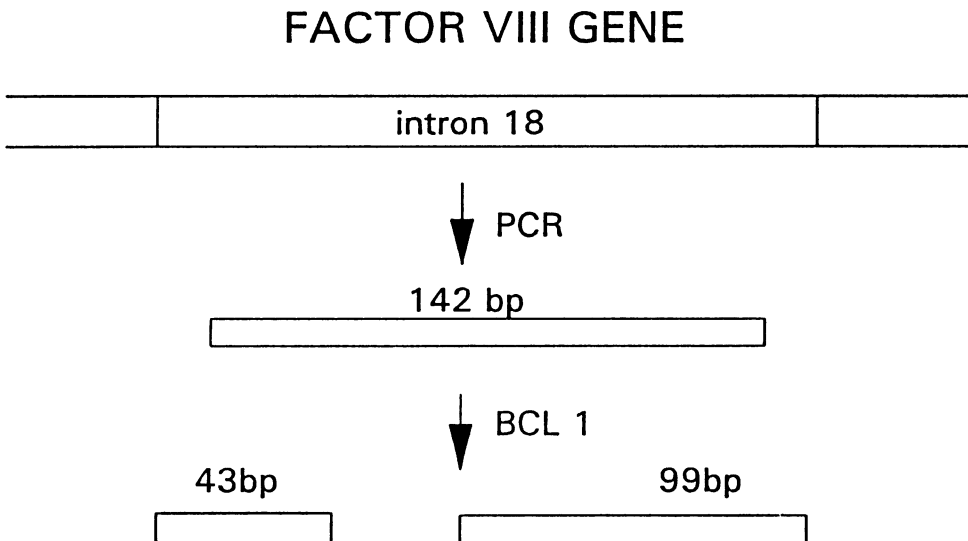 FACTOR VIII GENE
intron 18
PCR
142 bp
BCL 1
43bp 99bp